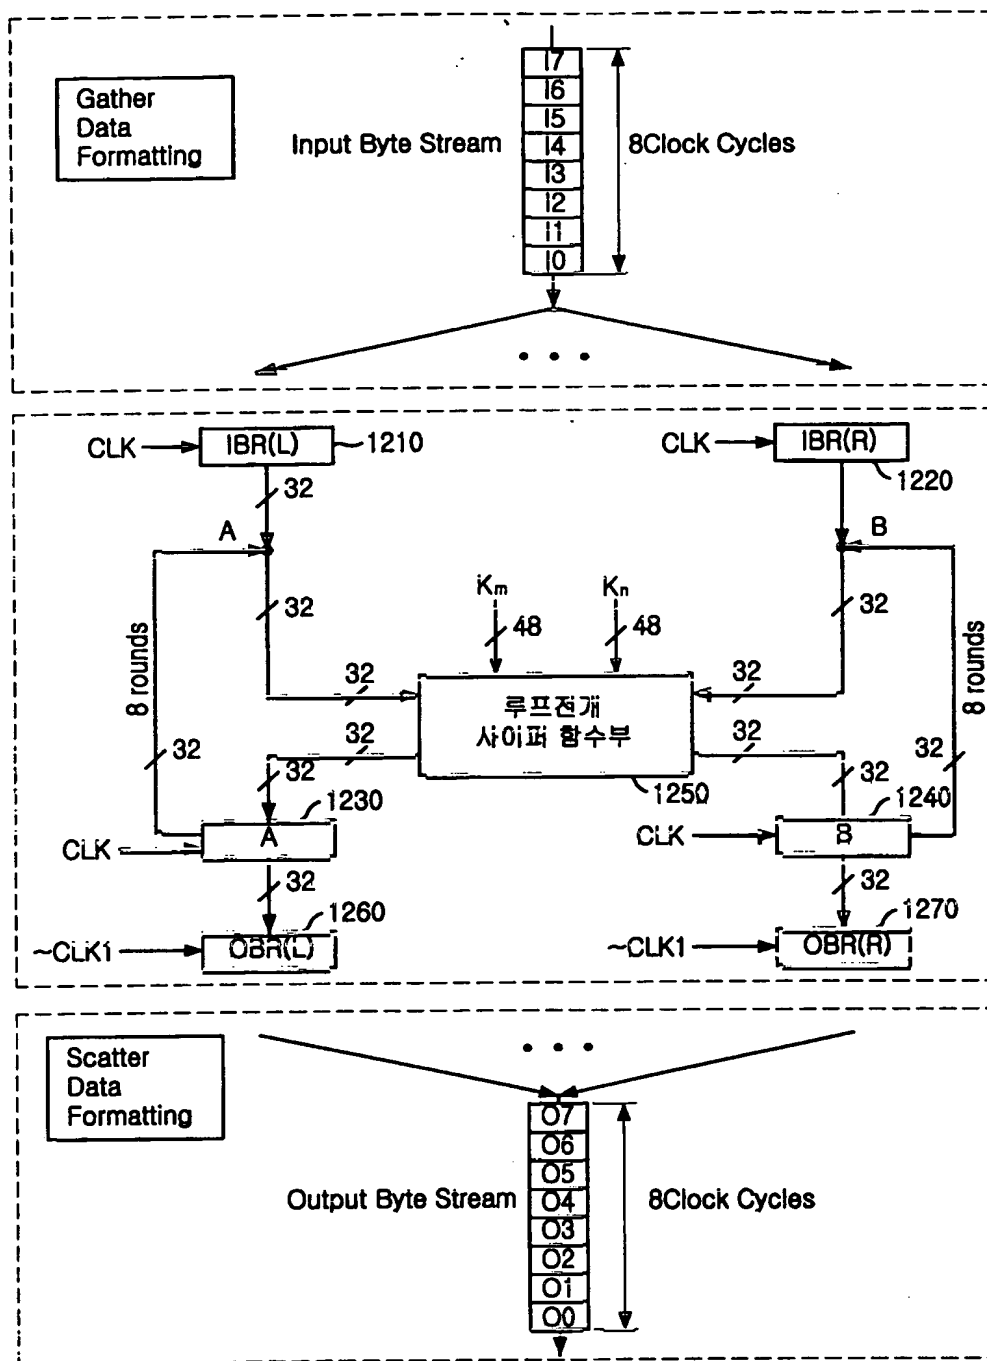 Gather
Data
Formatting
Input Byte Stream
I7
I6
I5
I4
I3
I2
I1
I0
8Clock Cycles
CLK
IBR(L)
1210
CLK
IBR(R)
1220
32
A
B
32
Km
48
Kn
48
32
8 rounds
32
32
루프전개
사이퍼 함수부
32
32
8 rounds
32
32
32
1250
32
32
1230
A
CLK
1240
B
CLK
32
32
1260
OBR(L)
~CLK1
1270
OBR(R)
~CLK1
Scatter
Data
Formatting
Output Byte Stream
O7
O6
O5
O4
O3
O2
O1
O0
8Clock Cycles